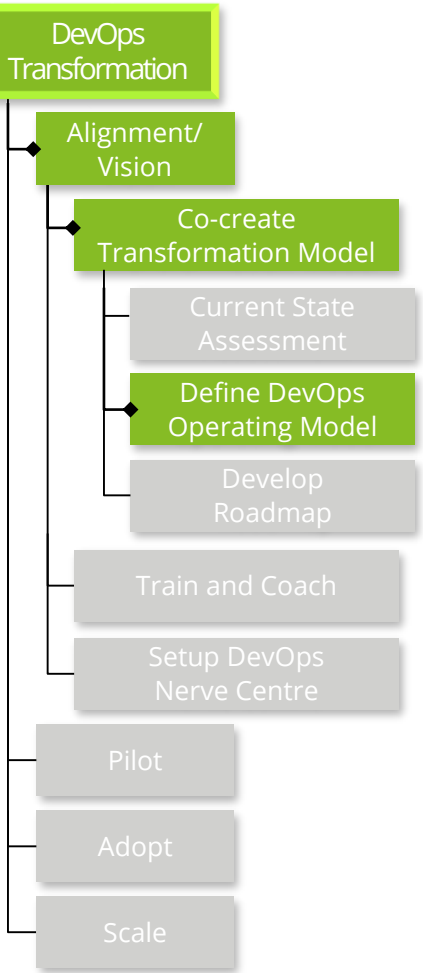 DevOps
Transformation
Alignment/
Vision
Co-create
Transformation Model
Current State
Assessment
Define DevOps
Operating Model
Develop
Roadmap
Train and Coach
Setup DevOps
Nerve Centre
Pilot
Adopt
Scale